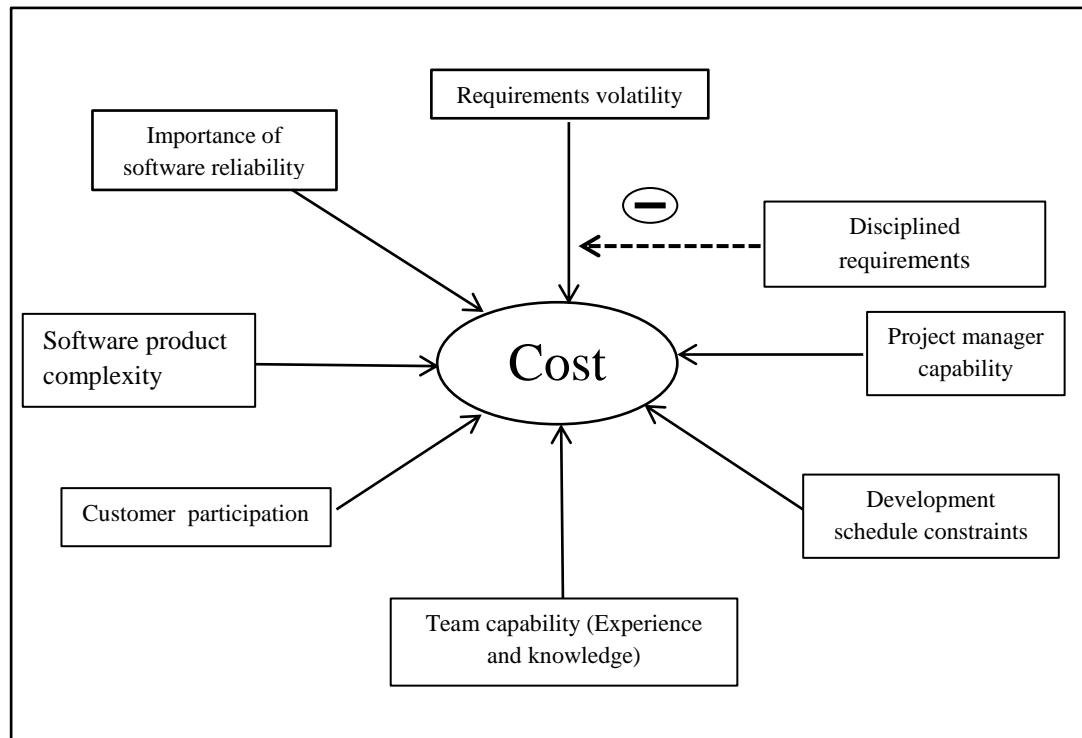 Requirements volatility
Importance of
software reliability
Disciplined
requirements
Software product
complexity
Cost
Project manager
capability
Customer participation
Development
schedule constraints
Team capability (Experience
and knowledge)